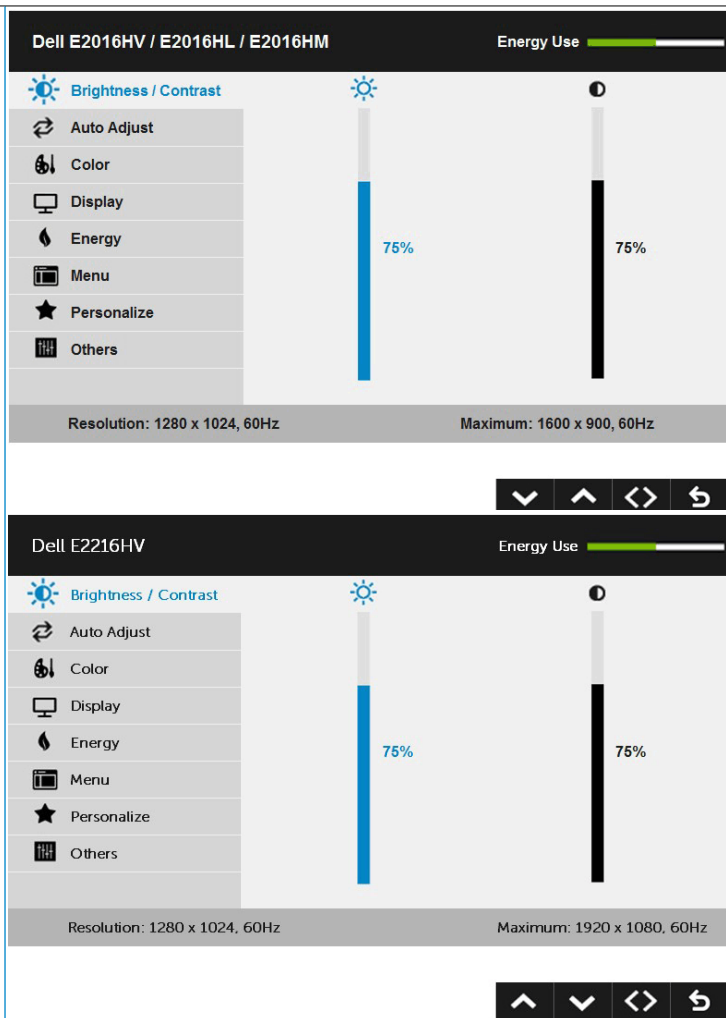 Dell E2016HV / E2016HL / E2016HM Energy Use
Brightness / Contrast
Auto Adjust
Color
Display
Energy
75% 75%
Menu
Personalize
Others
Resolution: 1280 x 1024, 60Hz Maximum: 1600 x 900, 60Hz
Dell E2216HV Energy Use
Brightness / Contrast
Auto Adjust
Color
Display
Energy
75% 75%
Menu
Personalize
Others
Resolution: 1280 x 1024, 60Hz Maximum: 1920 x 1080, 60Hz